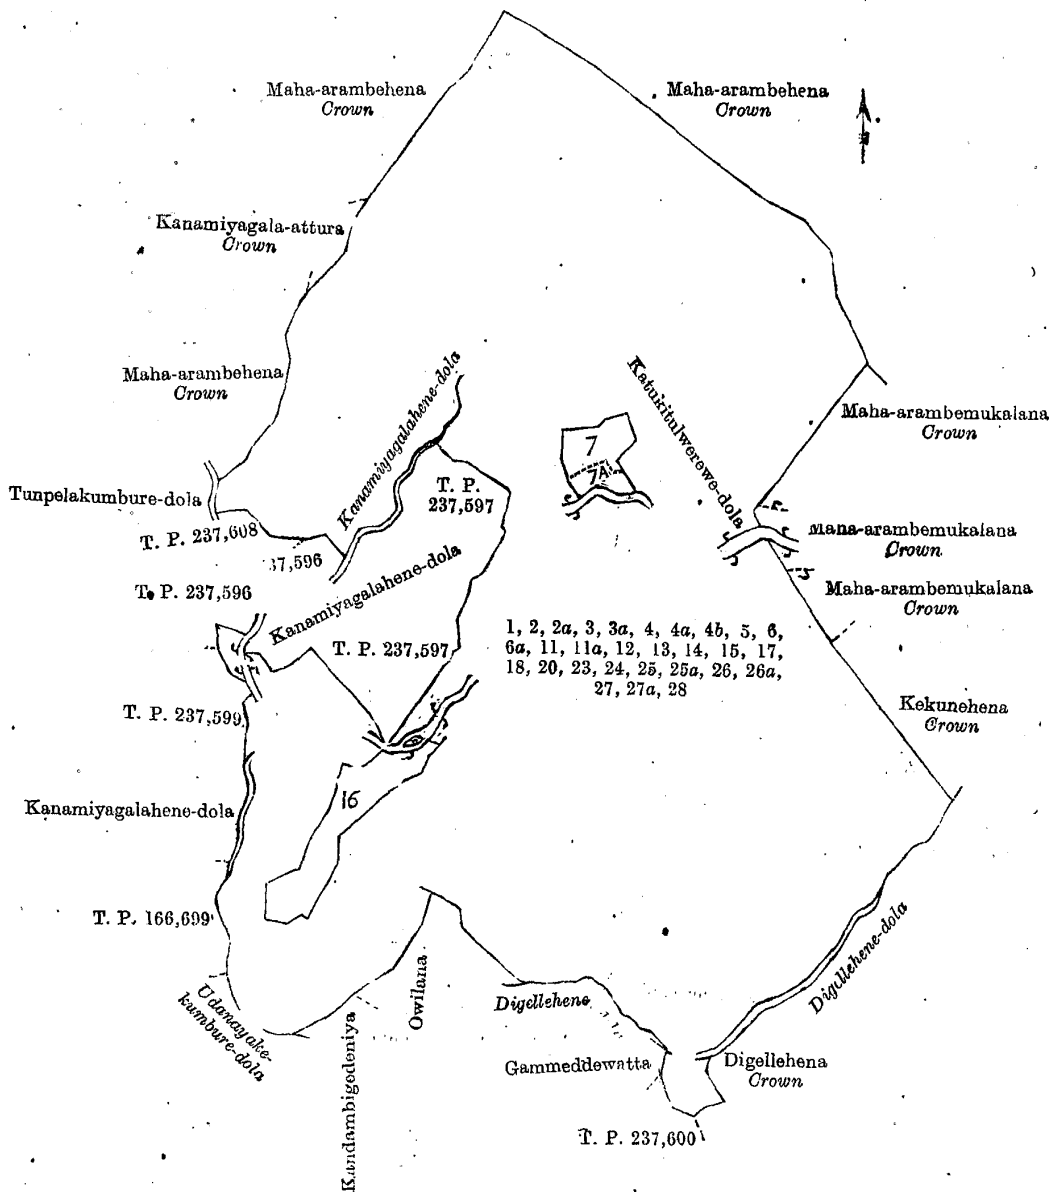 Maha-arambehena
Crown
Maha-arambehena
Crown
Kanamiyagala-attura
Crown
Maha-arambehena
Crown
Kanamiyagalahene-dola
Katukitulwerewe-dola
Maha-arambemukalana
Crown
7
7A
T. P.
237,597
Tunpelakumbure-dola
T. P. 237,608
37,596
Maha-arambemukalana
Crown
T. P. 237,596
Kanamiyagalahene-dola
Maha-arambemukalana
Crown
T. P. 237,597
1, 2, 2a, 3, 3a, 4, 4a, 4b, 5, 6,
6a, 11, 11a, 12, 13, 14, 15, 17,
18, 20, 23, 24, 25, 25a, 26, 26a,
27, 27a, 28
T. P. 237,599
Kekunehena
Crown
16
Kanamiyagalahene-dola
T. P. 166,699
Udanayake-
kumbure-dola
Owilana
Kandambigedeniya
Digellehene
Digellehene-dola
Gammeddewatta
Digellehena
Crown
T. P. 237,600